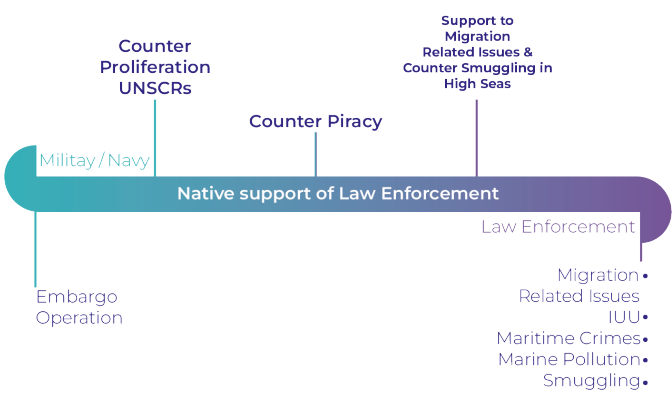 Counter
Proliferation
UNSCRs
Support to
Migration
Related Issues &
Counter Smuggling in
High Seas
Counter Piracy
Militay / Navy
Native support of Law Enforcement
Law Enforcement
Embargo
Operation
Migration •
Related Issues
IUU •
Maritime Crimes •
Marine Pollution •
Smuggling •